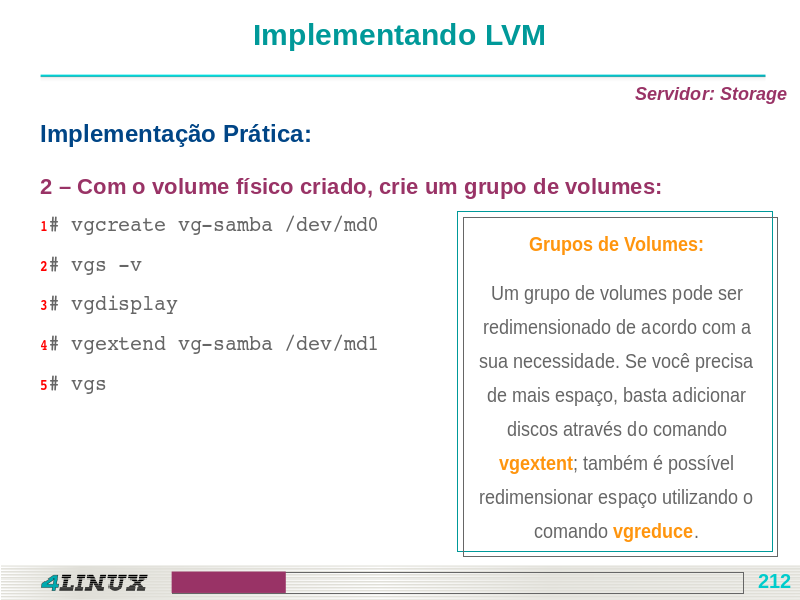 Implementando LVM
Servidor: Storage
Implementação Prática:
2 – Com o volume físico criado, crie um grupo de volumes:
1# vgcreate vg-samba /dev/md0
2# vgs -v
3# vgdisplay
4# vgextend vg-samba /dev/md1
5# vgs
Grupos de Volumes:
Um grupo de volumes pode ser
redimensionado de acordo com a
sua necessidade. Se você precisa
de mais espaço, basta adicionar
discos através do comando
vgextent; também é possível
redimensionar espaço utilizando o
comando vgreduce.
4LINUX
212